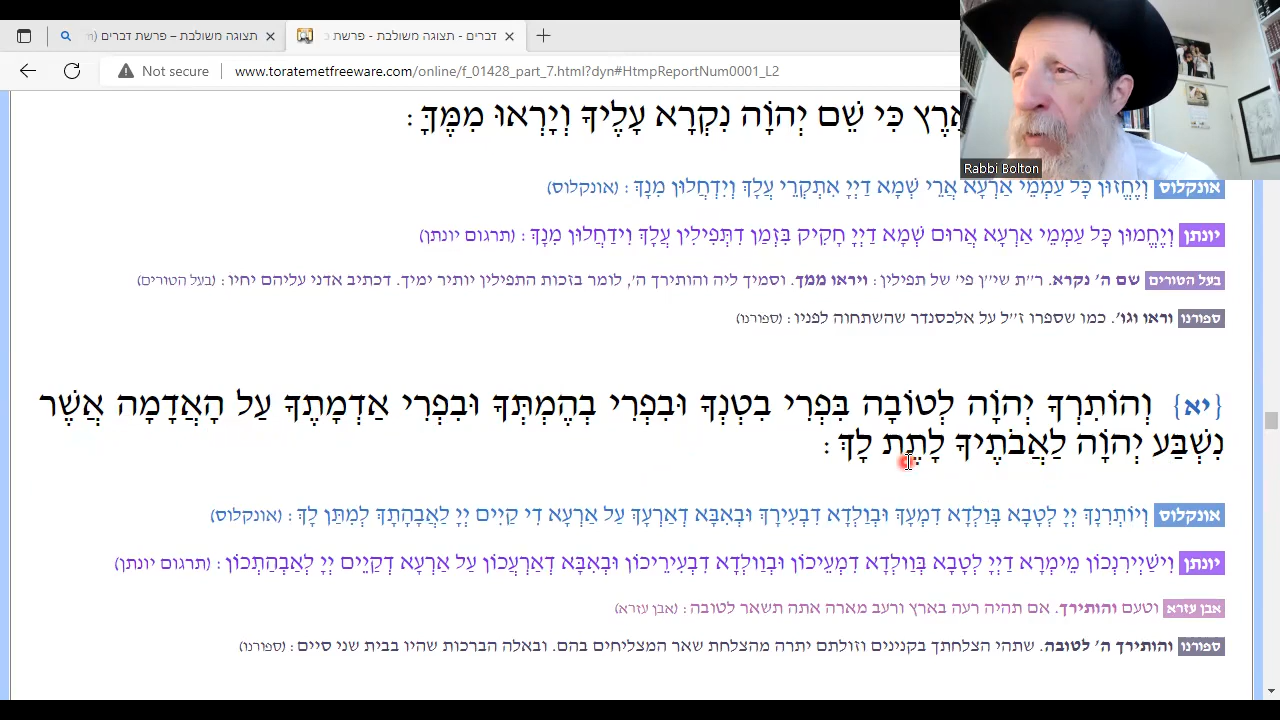 תצוגה משולבת – פרשת דברים
דברים - תצוגה משולבת - פרשת
Not secure
www.toratemetfreeware.com/online/f_01428_part_7.html?dyn#HtmpReportNum0001_L2
כִּי שֵׁם יְהוָֹה נִקְרָא עָלֶיךָ וְיָרְאוּ מִמֶּךָּ :
Rabbi Bolton
אונקלוס וְיֶחֱזוּן כָּל עַמְמֵי אַרְעָא אֲרֵי שְׁמָא דַיְיָ אִתְקְרֵי עֲלָךְ וְיִדְחֲלוּן מִנָּךְ : (אונקלוס)
יונתן וְיֶחֱמוּן כָּל עַמְמֵי אַרְעָא אֲרוּם שְׁמָא דַיְיָ חָקִיק בִּזְמַן דִתְּפִילִין עֲלָךְ וְיִדַחֲלוּן מִנָךְ : (תרגום יונתן)
בעל הטורים שם ה׳ נקרא. ר״ת שי״ן פי׳ של תפילין : ויראו ממך. וסמיך ליה והותירך ה׳, לומר בזכות התפילין יותיר ימיך. דכתיב אדני עליהם יחיו : (בעל הטורים)
ספורנו וראו וגו׳. כמו שספרו ז״ל על אלכסנדר שהשתחוה לפניו : (ספורנו)
{יא} וְהוֹתִרְךָ יְהוָֹה לְטוֹבָה בִּפְרִי בִטְנְךָ וּבִפְרִי בְהֶמְתְּךָ וּבִפְרִי אַדְמָתֶךָ עַל הָאֲדָמָה אֲשֶׁר
נִשְׁבַּע יְהוָֹה לַאֲבֹתֶיךָ לָתֶת לָךְ :
אונקלוס וְיוֹתְרִנָּךְ יְיָ לְטָבָא בְּוַלְדָא דִמְעָךְ וּבְוַלְדָא דִבְעִירָךְ וּבְאִבָּא דְאַרְעָךְ עַל אַרְעָא דִי קַיִּים יְיָ לַאֲבָהָתָךְ לְמִתַּן לָךְ : (אונקלוס)
יונתן וִישַׁיְירִנְכוֹן מֵימְרָא דַיְיָ לְטָבָא בְּוַולְדָא דִמְעֵיכוֹן וּבְוַולְדָא דִבְעִירֵיכוֹן וּבְאִבָּא דְאַרְעֲכוֹן עַל אַרְעָא דְקַיֵּים יְיָ לְאַבְהַתְכוֹן : (תרגום יונתן)
אבן עזרא וטעם והותירך. אם תהיה רעה בארץ ורעב מארה אתה תשאר לטובה : (אבן עזרא)
ספורנו והותירך ה׳ לטובה. שתהי הצלחתך בקנינים וזולתם יתרה מהצלחת שאר המצליחים בהם. ובאלה הברכות שהיו בבית שני סיים : (ספורנו)